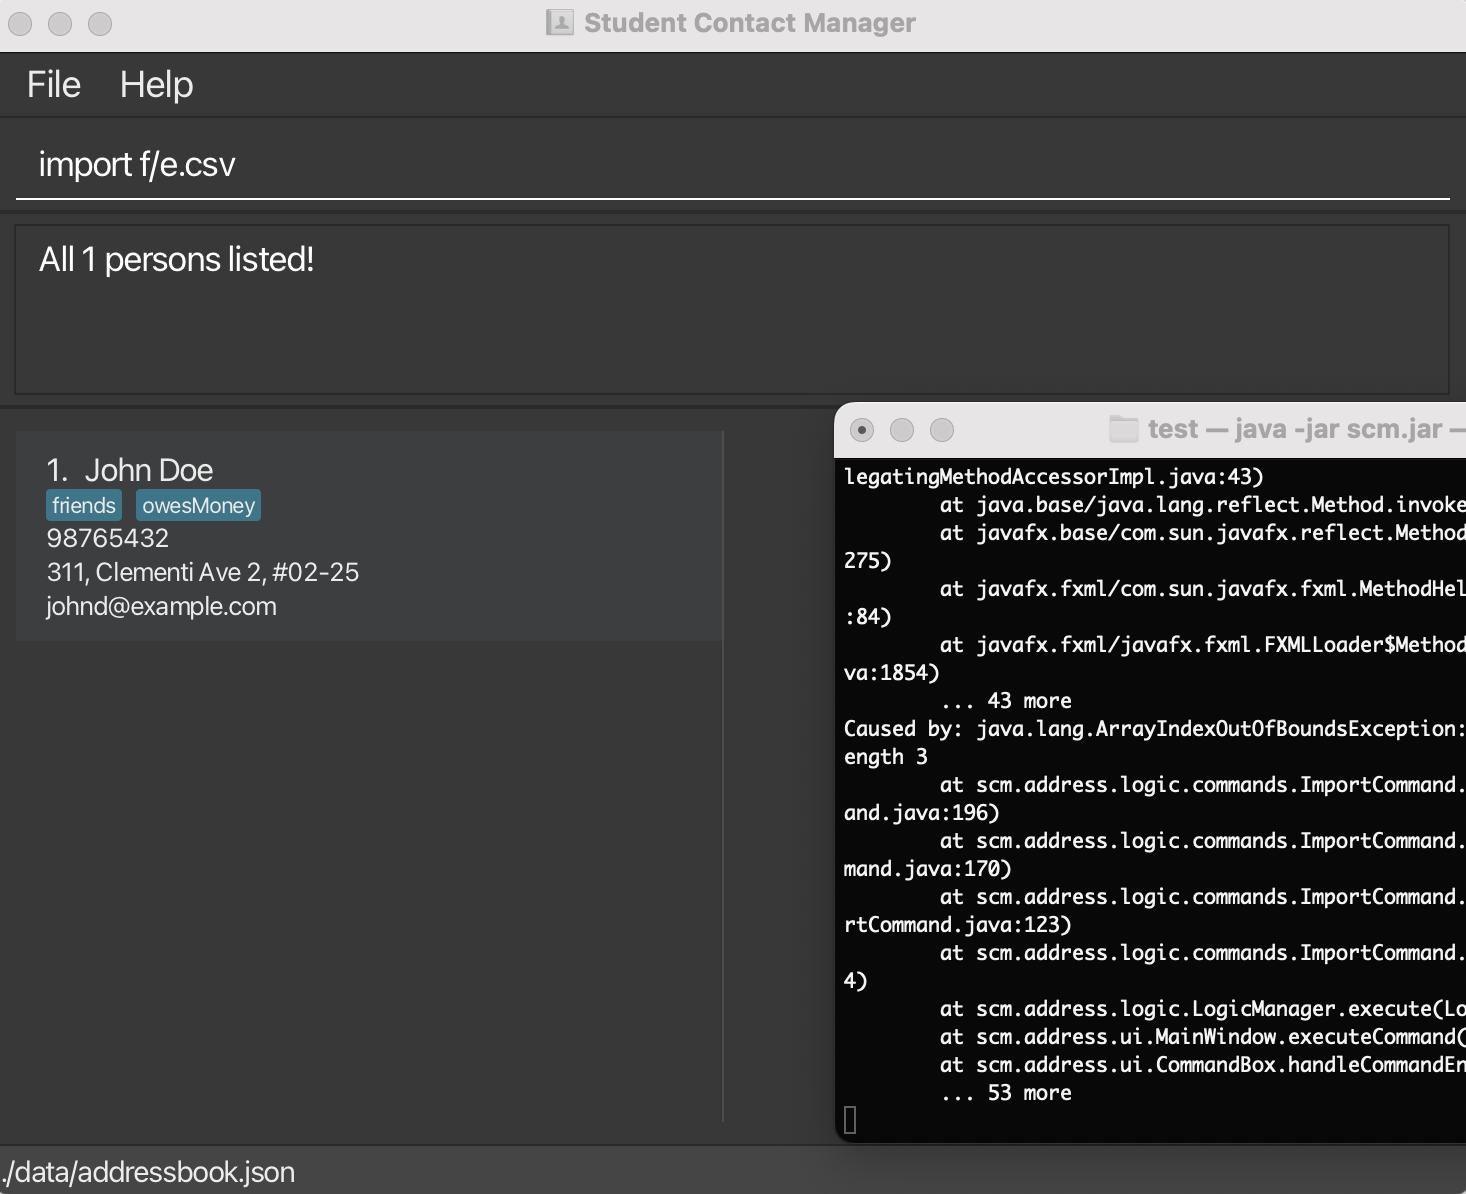 Student Contact Manager
File Help
import f/e.csv
All 1 persons listed!
1. John Doe
friends owesMoney
98765432
311, Clementi Ave 2, #02-25
johnd@example.com
test — java -jar scm.jar —
legatingMethodAccessorImpl.java:43)
at java.base/java.lang.reflect.Method.invoke
at javafx.base/com.sun.javafx.reflect.Method
275)
at javafx.fxml/com.sun.javafx.fxml.MethodHel
:84)
at javafx.fxml/javafx.fxml.FXMLLoader$Method
va:1854)
... 43 more
Caused by: java.lang.ArrayIndexOutOfBoundsException:
ength 3
at scm.address.logic.commands.ImportCommand.
and.java:196)
at scm.address.logic.commands.ImportCommand.
mand.java:170)
at scm.address.logic.commands.ImportCommand.
rtCommand.java:123)
at scm.address.logic.commands.ImportCommand.
4)
at scm.address.logic.LogicManager.execute(Lo
at scm.address.ui.MainWindow.executeCommand(
at scm.address.ui.CommandBox.handleCommandEn
... 53 more
./data/addressbook.json